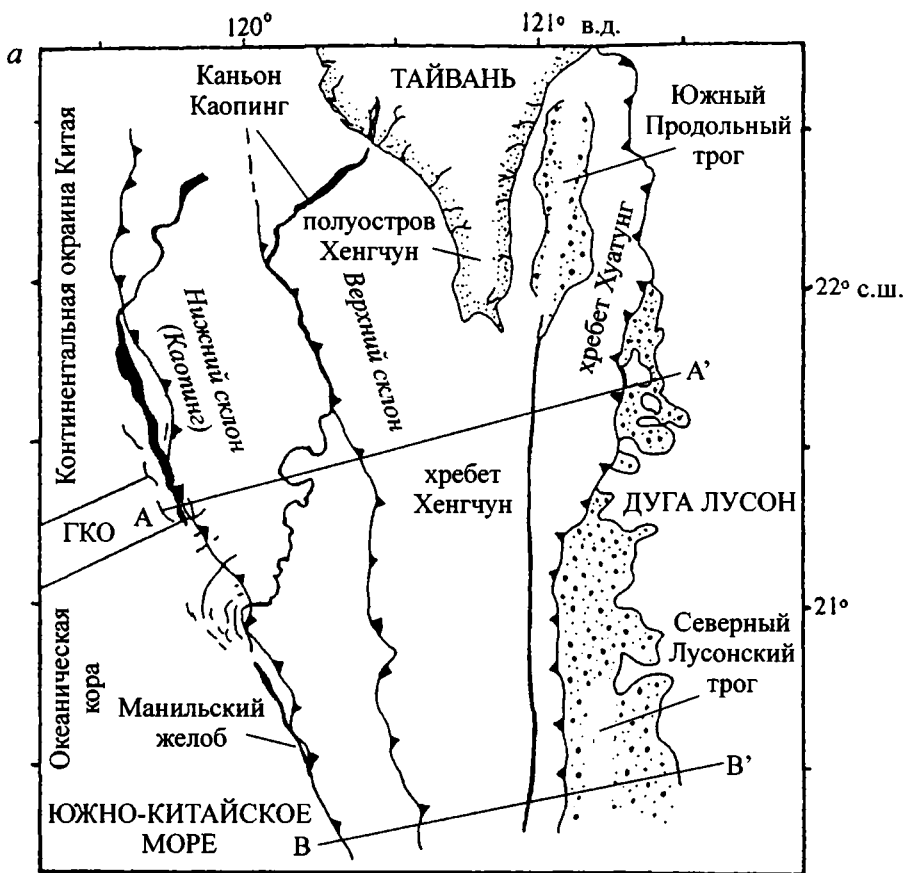 а
120°
121° в.д.
Каньон
Каопинг
ТАЙВАНЬ
Южный
Продольный
трог
Континентальная окраина Китая
полуостров
Хенгчун
хребет Хуатунг
22° с.ш.
Нижний склон
(Каопинг)
Верхний склон
А'
хребет
Хенгчун
ДУГА ЛУСОН
А
ГКО
21°
Океаническая
кора
Северный
Лусонский
трог
Манильский
желоб
В'
ЮЖНО-КИТАЙСКОЕ
МОРЕ
В